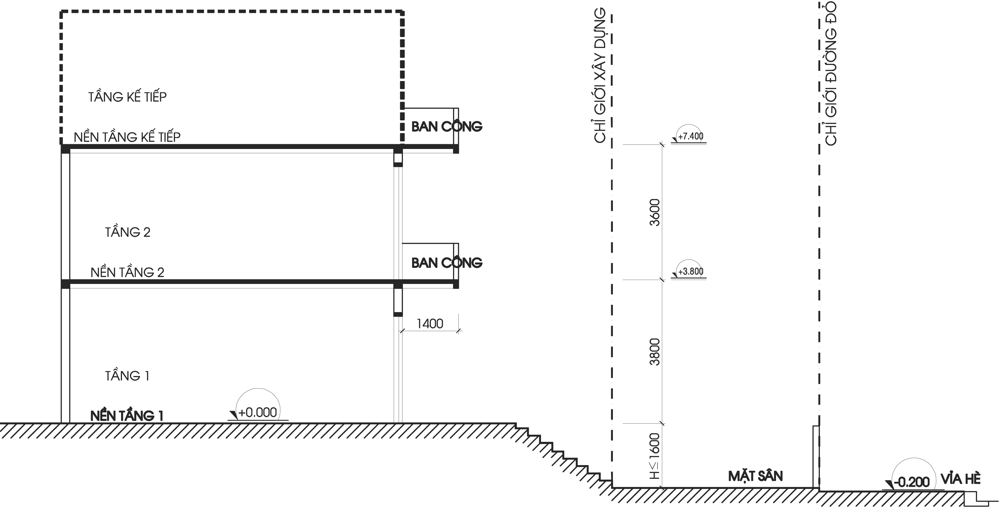 CHỈ GIỚI XÂY DỰNG
CHỈ GIỚI ĐƯỜNG ĐỎ
TẦNG KẾ TIẾP
BAN CÔNG
NỀN TẦNG KẾ TIẾP
+7.400
3600
TẦNG 2
BAN CÔNG
NỀN TẦNG 2
+3.800
1400
3800
TẦNG 1
NỀN TẦNG 1
+0.000
H≤1600
MẶT SÂN
-0.200
VỈA HÈ